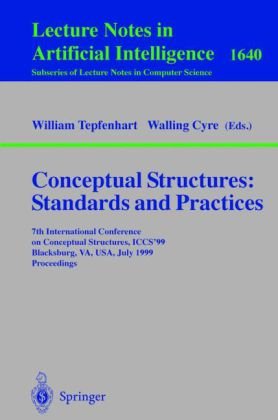 Lecture Notes in
Artificial Intelligence 1640
Subseries of Lecture Notes in Computer Science
William Tepfenhart Walling Cyre (Eds.)
Conceptual Structures:
Standards and Practices
7th International Conference
on Conceptual Structures, ICCS'99
Blacksburg, VA, USA, July 1999
Proceedings
Springer